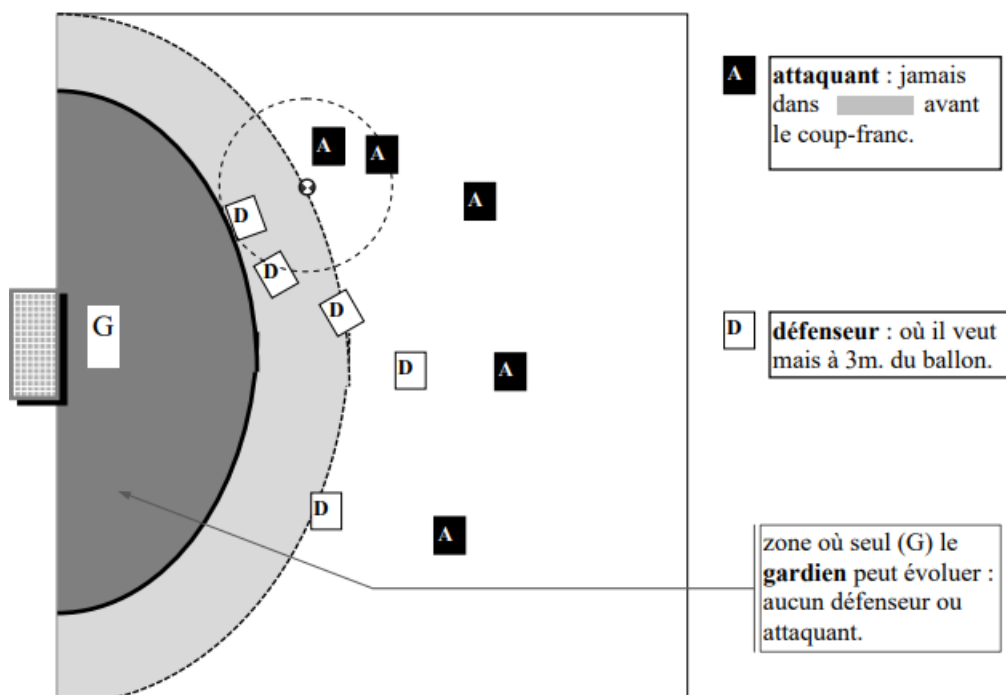 A
A
A
D
D
D
G
D
A
D
A
A
attaquant : jamais
dans avant
le coup-franc.
D
défenseur : où il veut
mais à 3m. du ballon.
zone où seul (G) le
gardien peut évoluer :
aucun défenseur ou
attaquant.